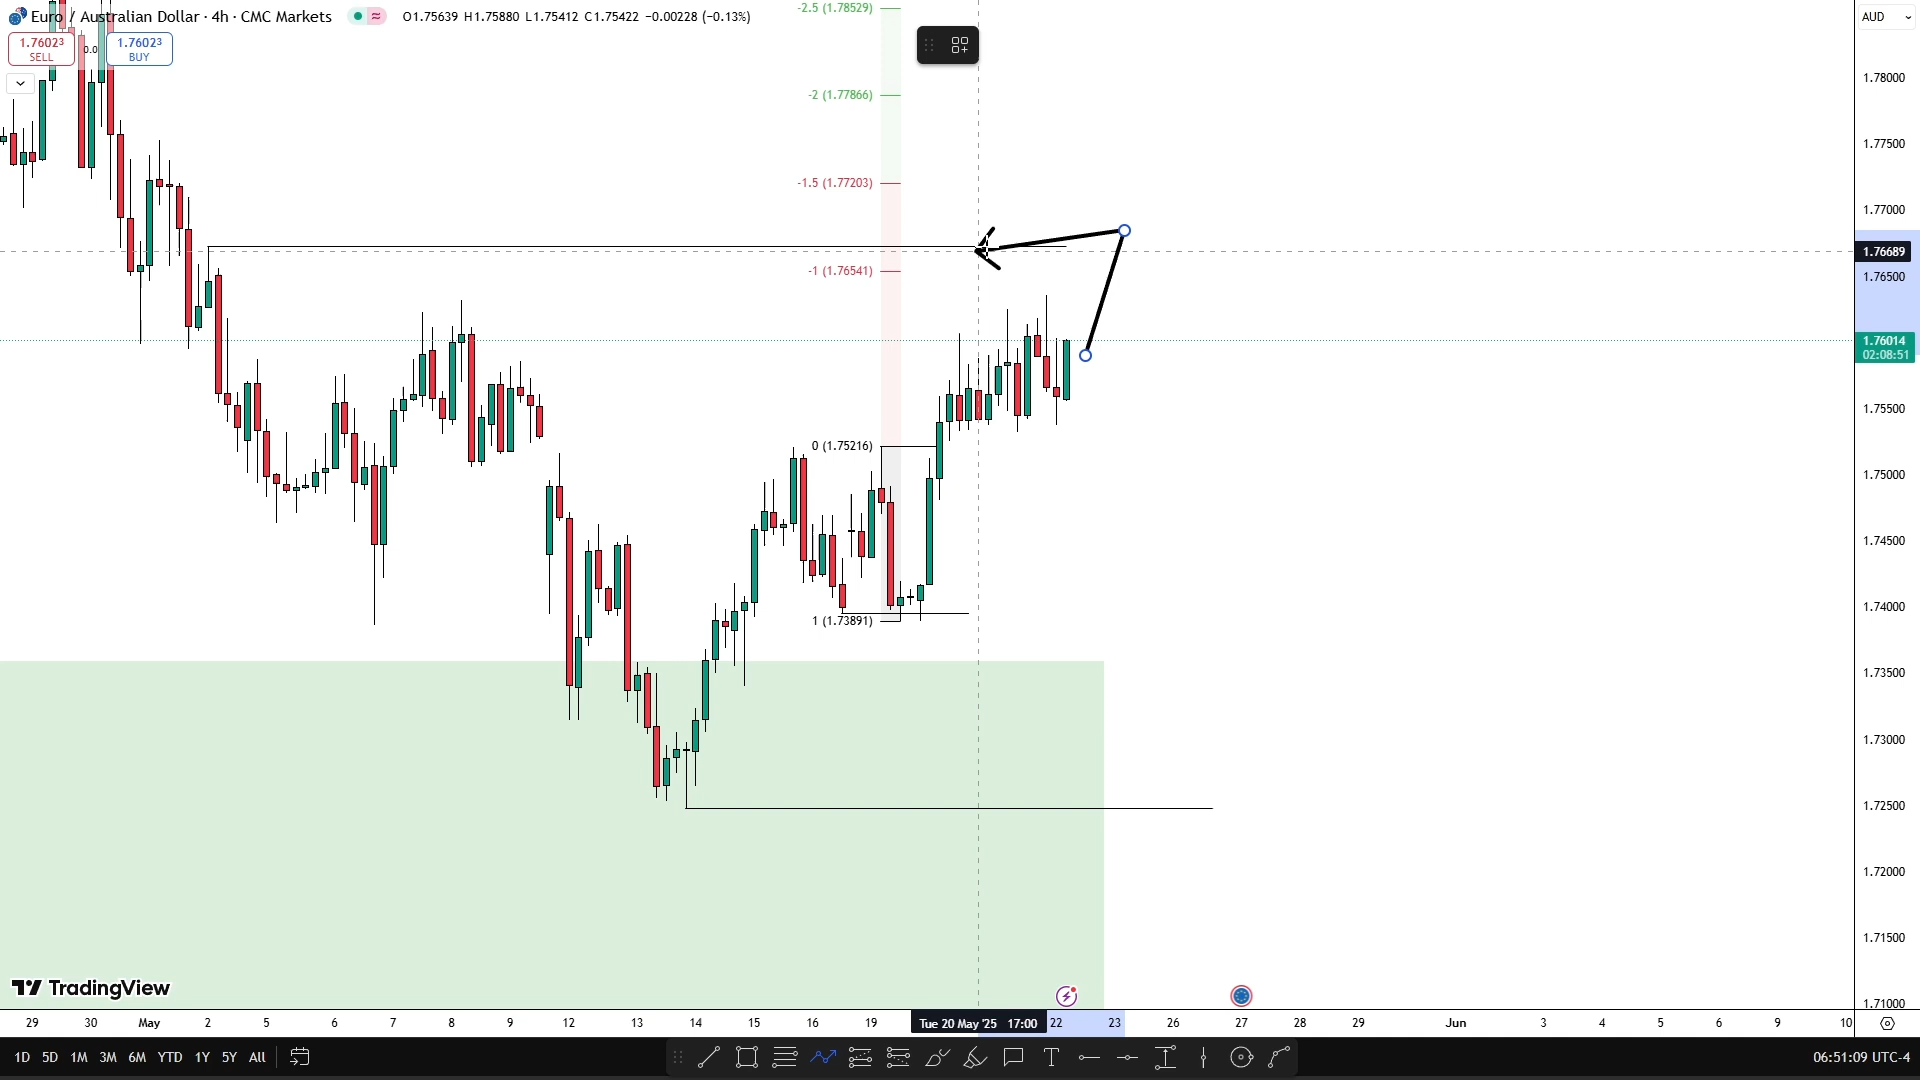 Euro / Australian Dollar · 4h · CMC Markets
O1.75639 H1.75880 L1.75412 C1.75422 −0.00228 (−0.13%)
AUD
1.76023
SELL
0.0
1.76023
BUY
-2.5 (1.78529)
-2 (1.77866)
-1.5 (1.77203)
-1 (1.76541)
0 (1.75216)
1 (1.73891)
1.78000
1.77500
1.77000
1.76689
1.76500
1.76014
02:08:51
1.75500
1.75000
1.74500
1.74000
1.73500
1.73000
1.72500
1.72000
1.71500
1.71000
TradingView
29 30 May 2 5 6 7 8 9 12 13 14 15 16 19 Tue 20 May '25 17:00 22 23 26 27 28 29 Jun 3 4 5 6 9 10
1D 5D 1M 3M 6M YTD 1Y 5Y All
06:51:09 UTC-4